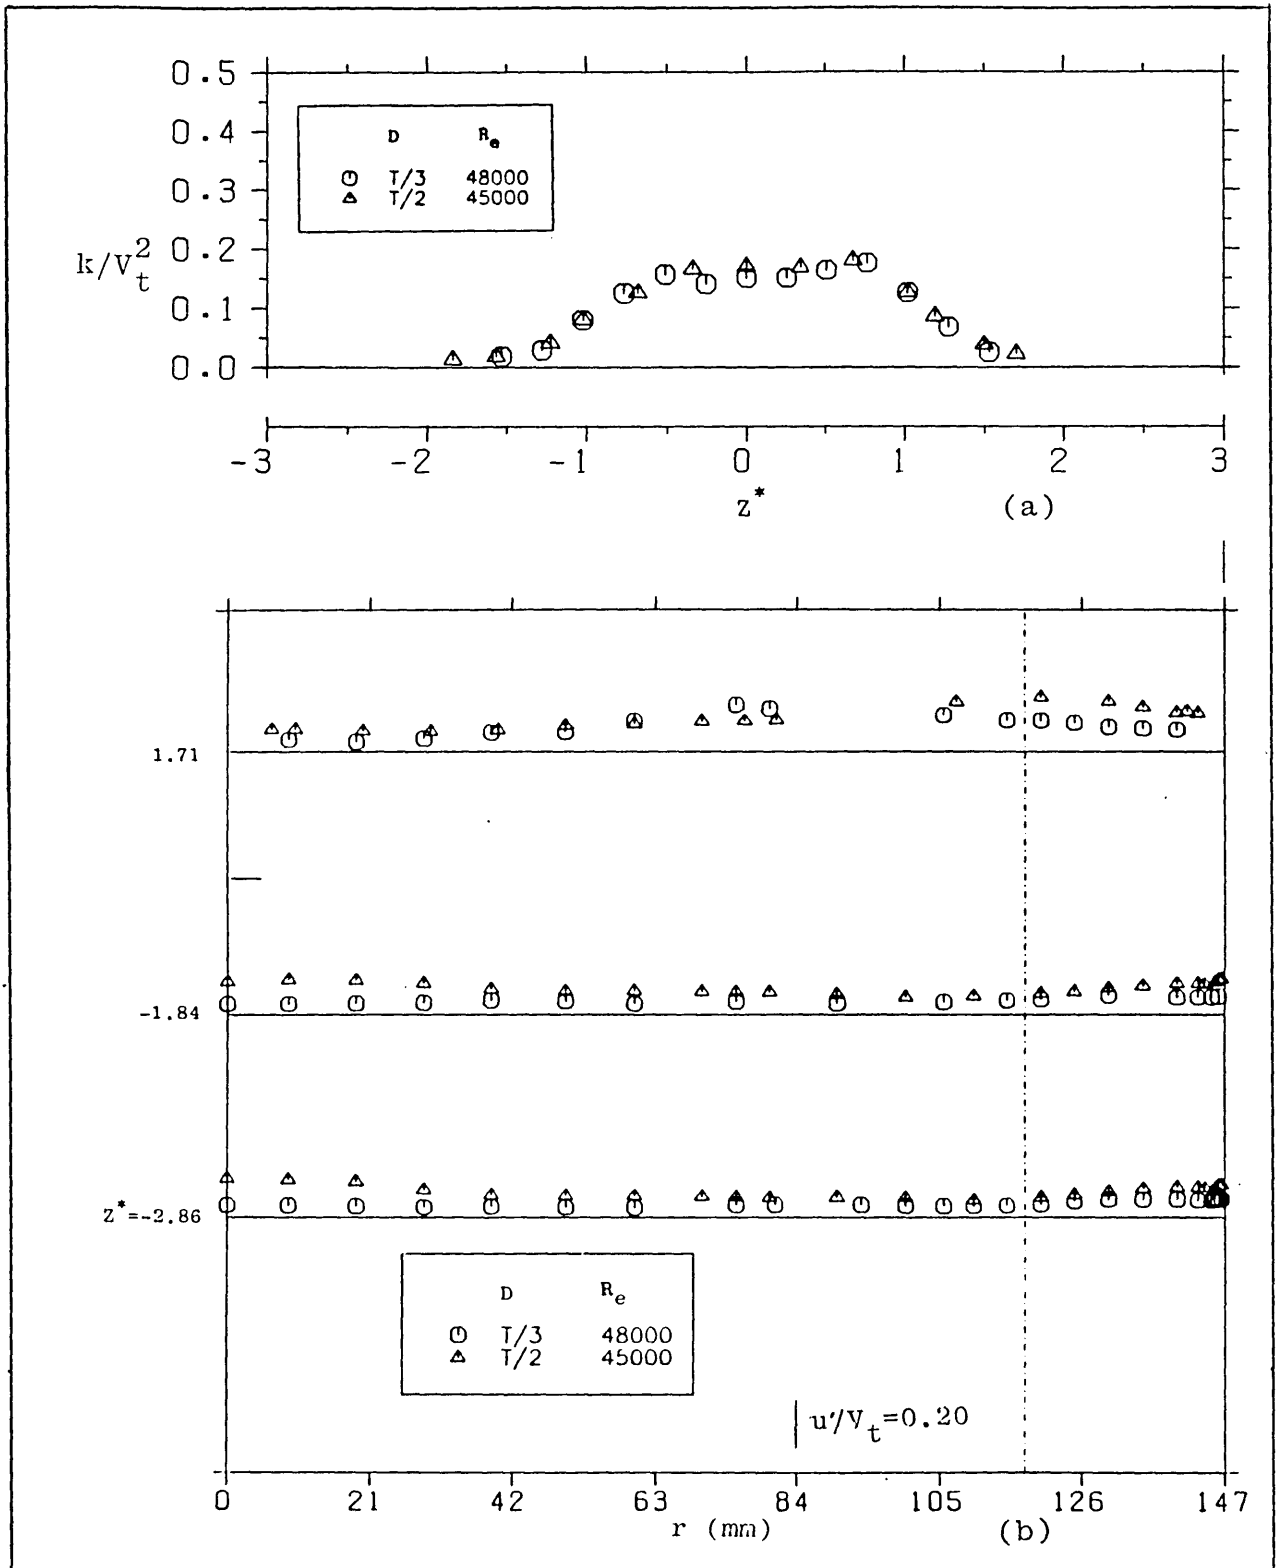 0.5
0.4
0.3
0.2
0.1
0.0
k/V_t^2
D R_e
T/3 48000
T/2 45000
-3 -2 -1 0 1 2 3
z* (a)
1.71
-1.84
z*=-2.86
D R_e
T/3 48000
T/2 45000
u'/V_t=0.20
0 21 42 63 84 105 126 147
r (mm) (b)